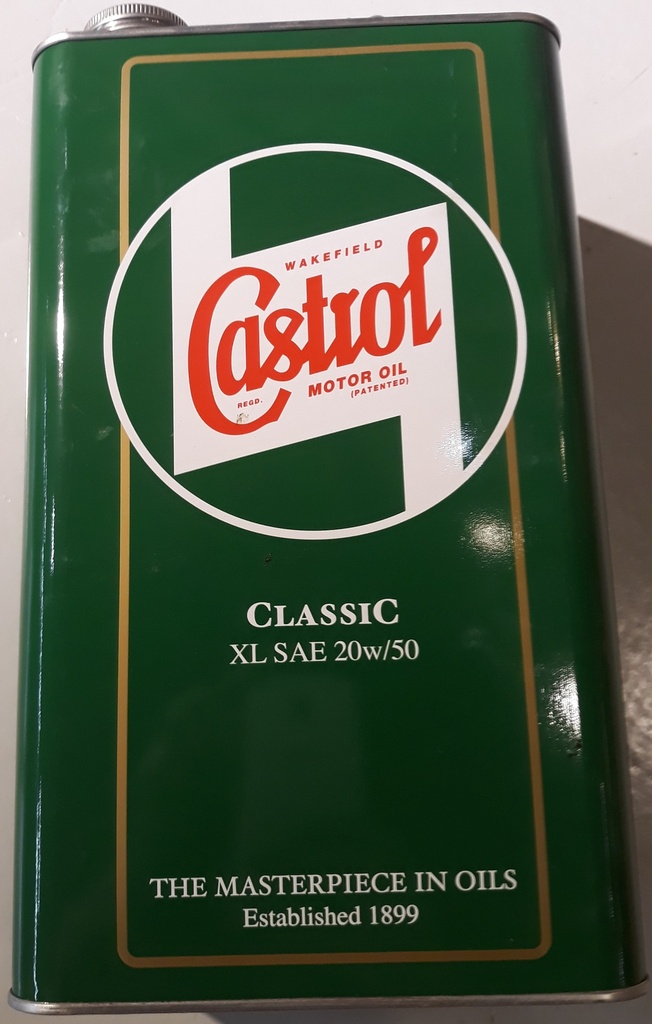 WAKEFIELD
Castrol
REGD.
MOTOR OIL
(PATENTED)
CLASSIC
XL SAE 20w/50
THE MASTERPIECE IN OILS
Established 1899